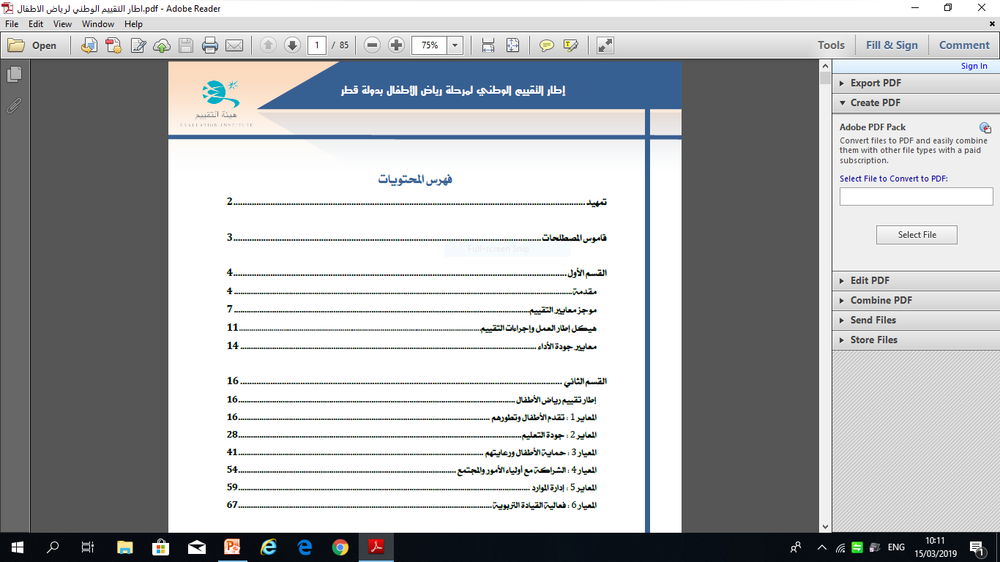 اطار التقييم الوطني لرياض الاطفال.pdf - Adobe Reader
File Edit View Window Help
Open 1 / 85 75% Tools Fill & Sign Comment
Sign In
إطار التقييم الوطني لمرحلة رياض الأطفال بدولة قطر
هيئة التقييم
EVALUATION INSTITUTE
فهرس المحتويات
تمهيد 2
قاموس المصطلحات 3
Full-screen Snip
القسم الأول 4
مقدمة 4
موجز معايير التقييم 7
هيكل إطار العمل وإجراءات التقييم 11
معايير جودة الأداء 14
القسم الثاني 16
إطار تقييم رياض الأطفال 16
المعاير 1 : تقدم الأطفال وتطورهم 16
المعاير 2 : جودة التعليم 28
المعيار 3 : حماية الأطفال ورعايتهم 41
المعيار 4 : الشراكة مع أولياء الأمور والمجتمع 54
المعاير 5 : إدارة الموارد 59
المعيار 6 : فعالية القيادة التربوية 67
Export PDF
Create PDF
Adobe PDF Pack
Convert files to PDF and easily combine
them with other file types with a paid
subscription.
Select File to Convert to PDF:
Select File
Edit PDF
Combine PDF
Send Files
Store Files
ENG
10:11
15/03/2019
1